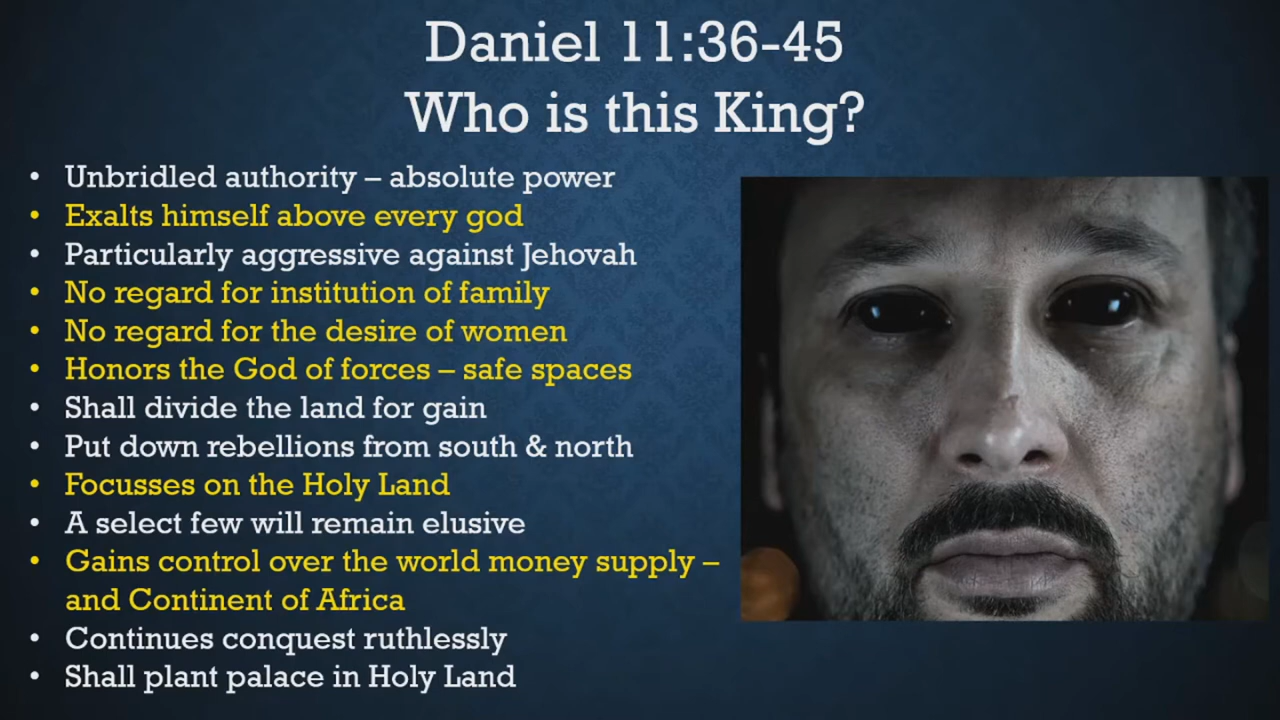 Daniel 11:36-45
Who is this King?
• Unbridled authority – absolute power
• Exalts himself above every god
• Particularly aggressive against Jehovah
• No regard for institution of family
• No regard for the desire of women
• Honors the God of forces – safe spaces
• Shall divide the land for gain
• Put down rebellions from south & north
• Focusses on the Holy Land
• A select few will remain elusive
• Gains control over the world money supply –
and Continent of Africa
• Continues conquest ruthlessly
• Shall plant palace in Holy Land